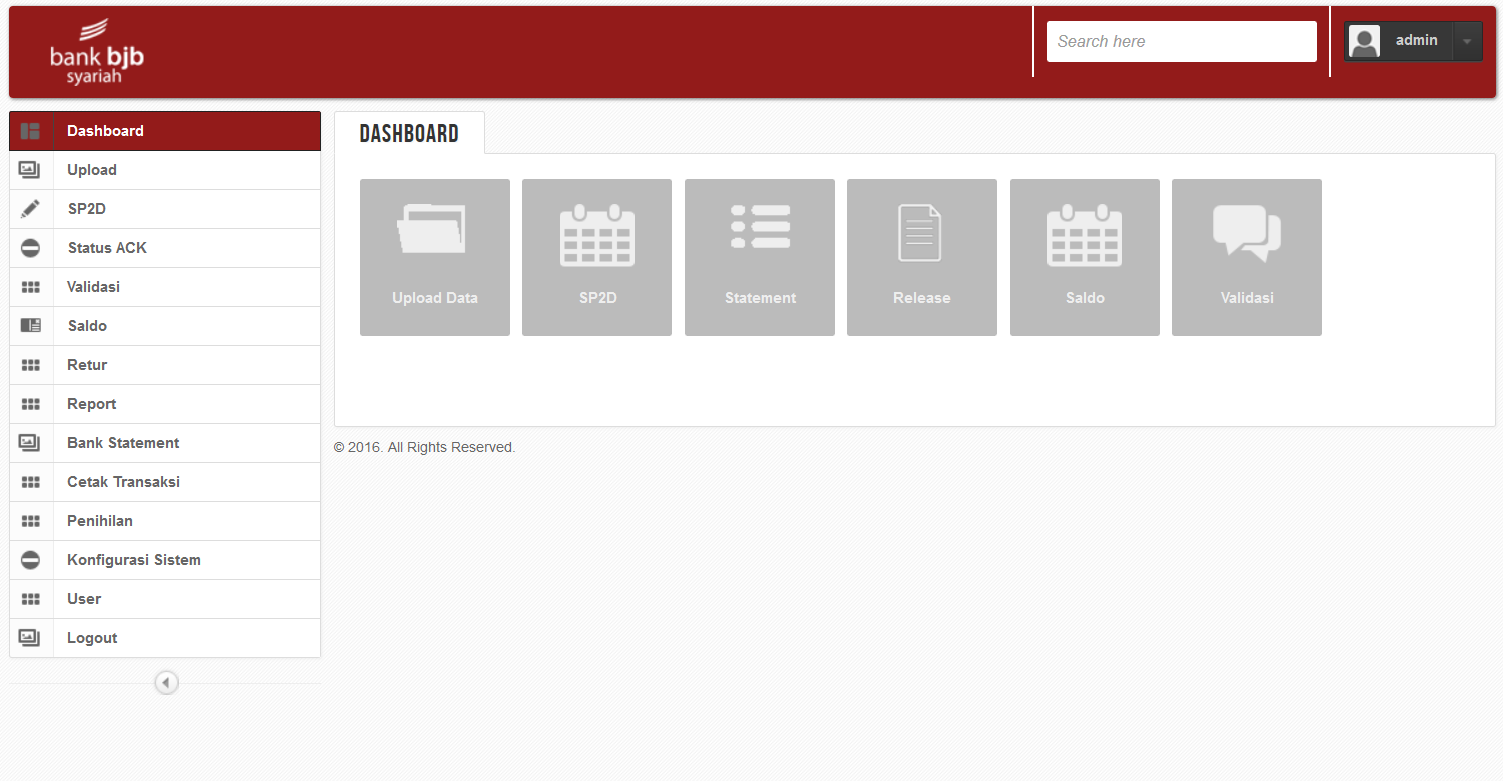 bank bjb
syariah
Search here
admin
Dashboard
Upload
SP2D
Status ACK
Validasi
Saldo
Retur
Report
Bank Statement
Cetak Transaksi
Penihilan
Konfigurasi Sistem
User
Logout
DASHBOARD
Upload Data
SP2D
Statement
Release
Saldo
Validasi
© 2016. All Rights Reserved.